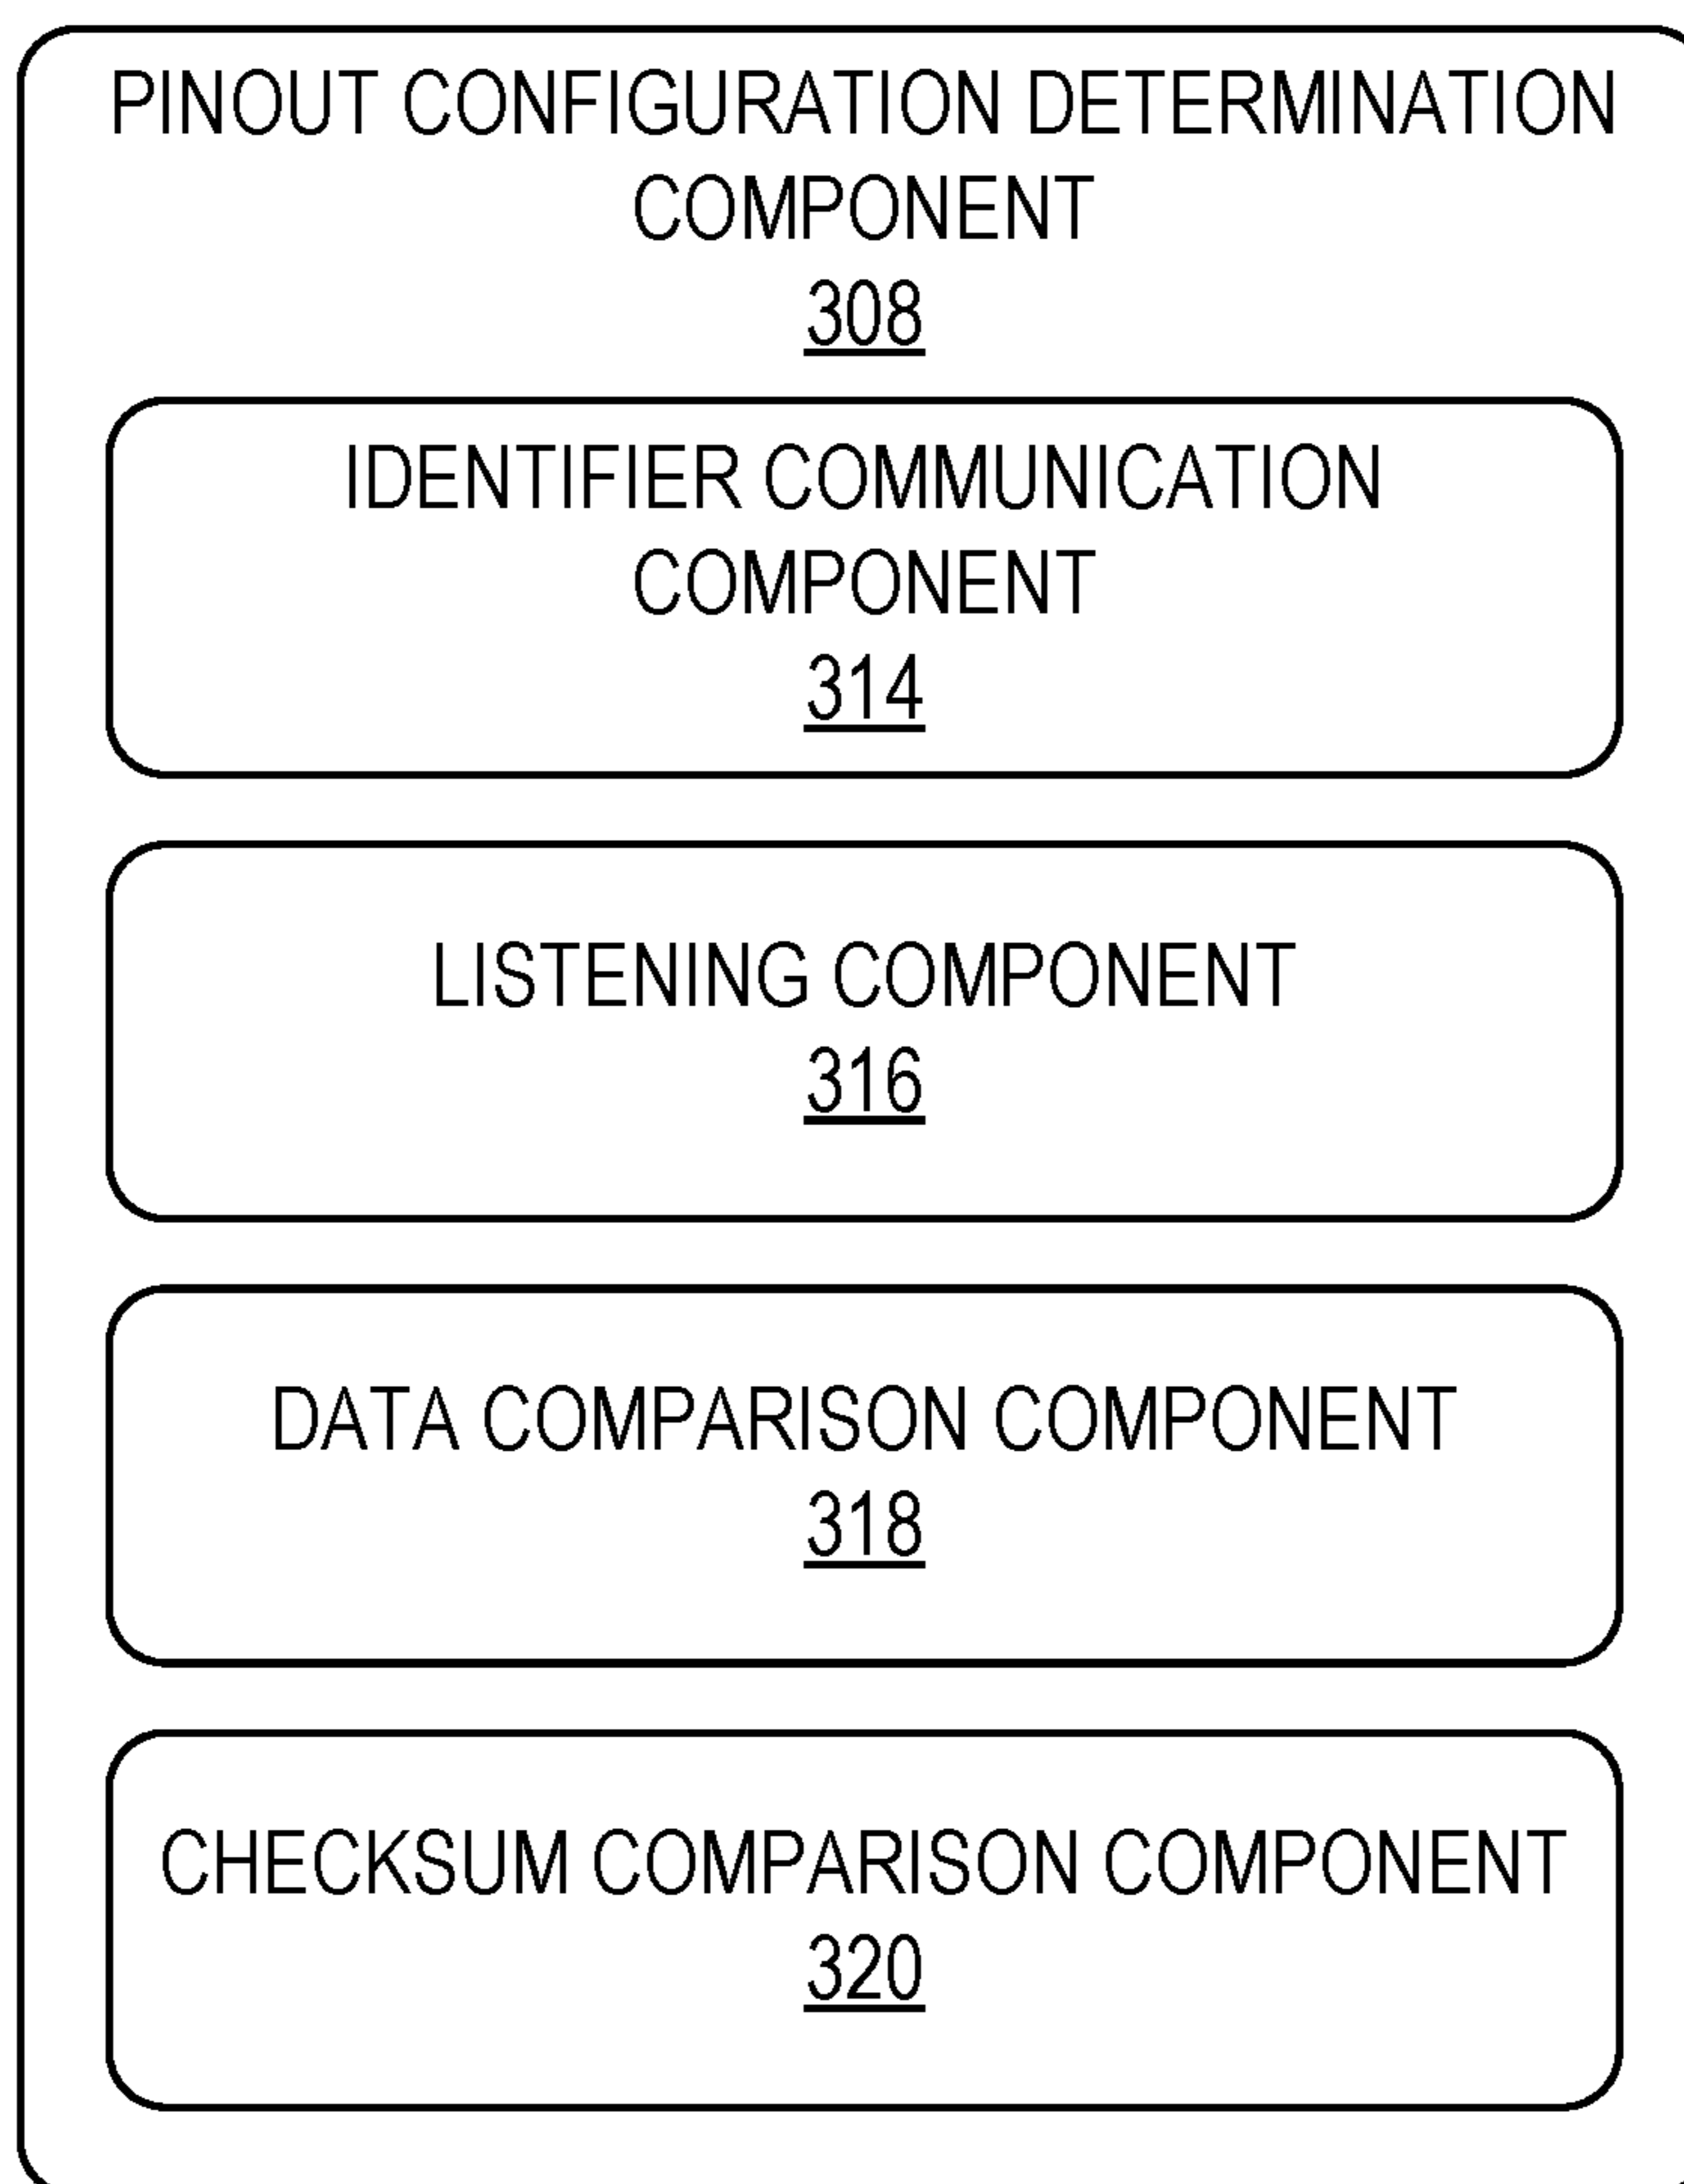 PINOUT CONFIGURATION DETERMINATION
COMPONENT
308
IDENTIFIER COMMUNICATION
COMPONENT
314
LISTENING COMPONENT
316
DATA COMPARISON COMPONENT
318
CHECKSUM COMPARISON COMPONENT
320